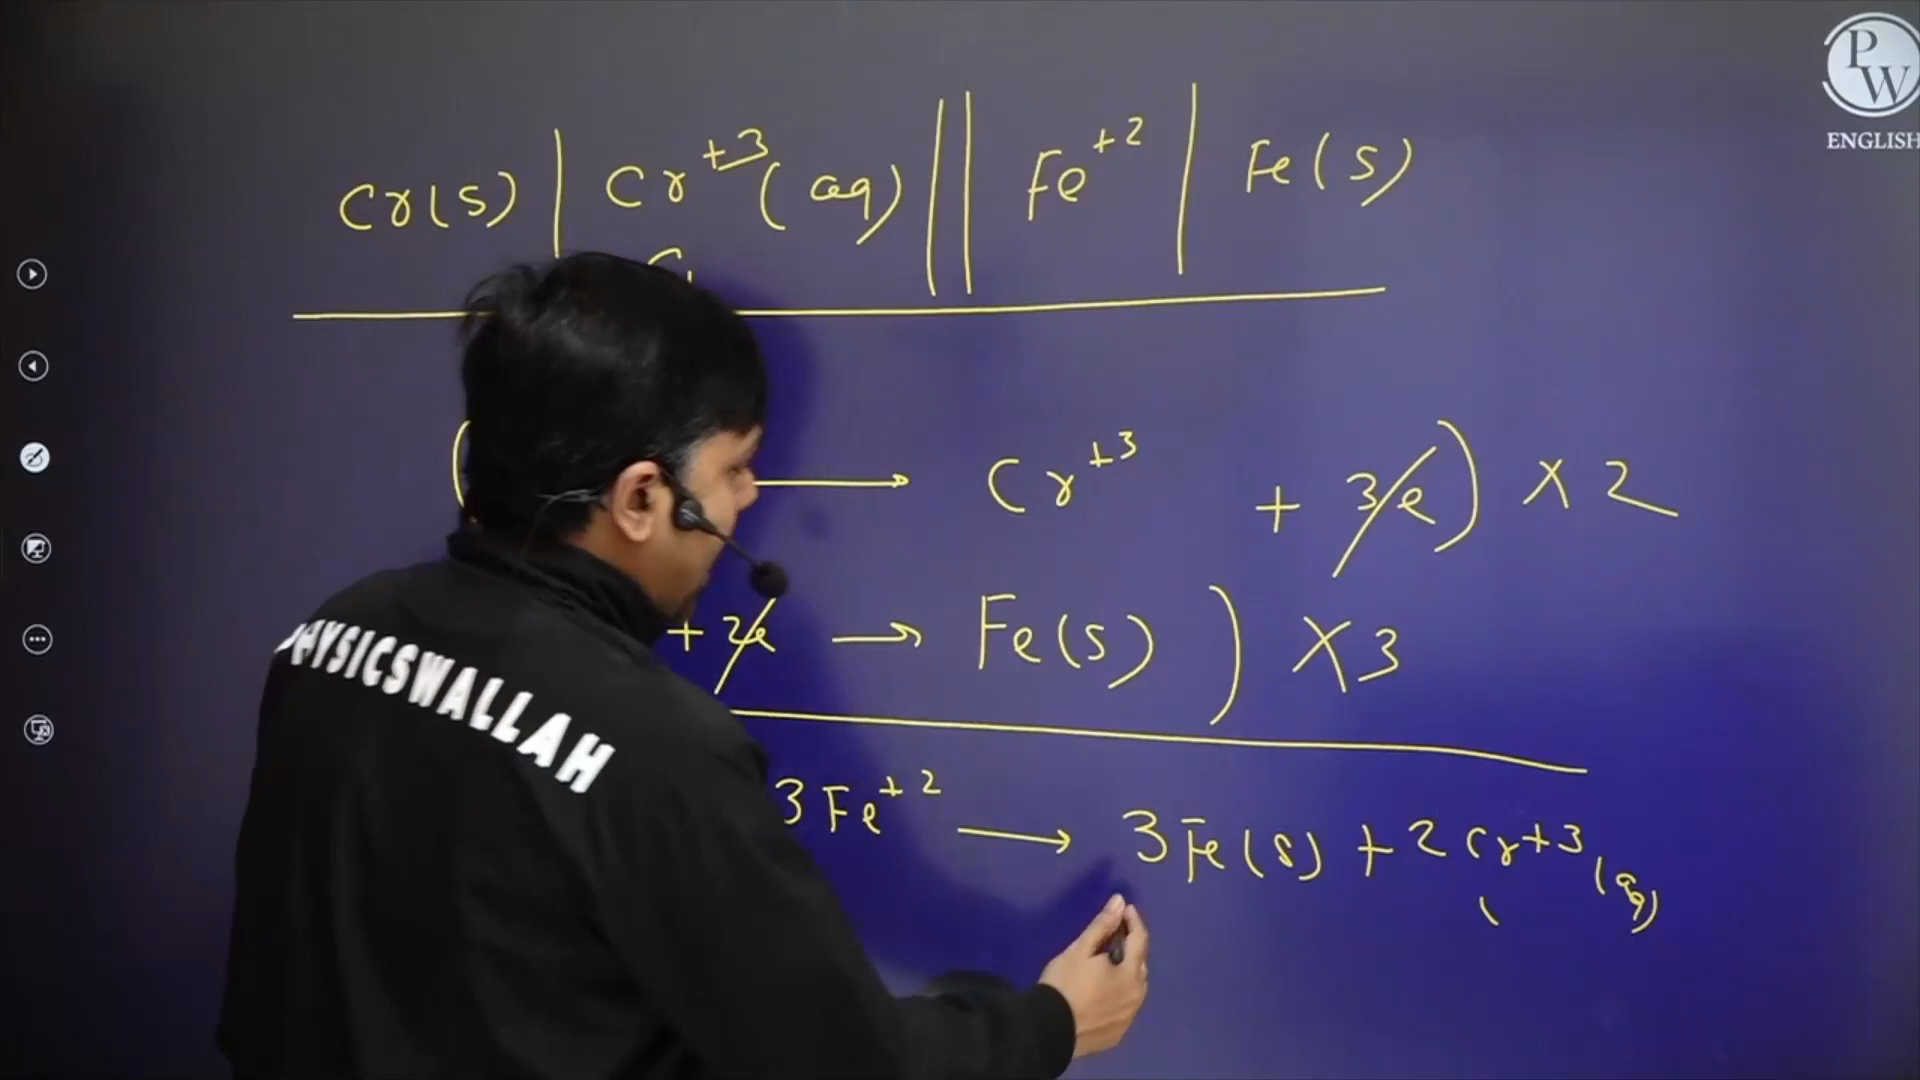 PW
ENGLISH
Cr(s) | Cr+3(aq) || Fe+2 | Fe(s)
( → Cr+3 + 3e) × 2
+ 2e → Fe(s) ) × 3
3Fe+2 → 3Fe(s) + 2Cr+3(aq)
PHYSICSWALLAH